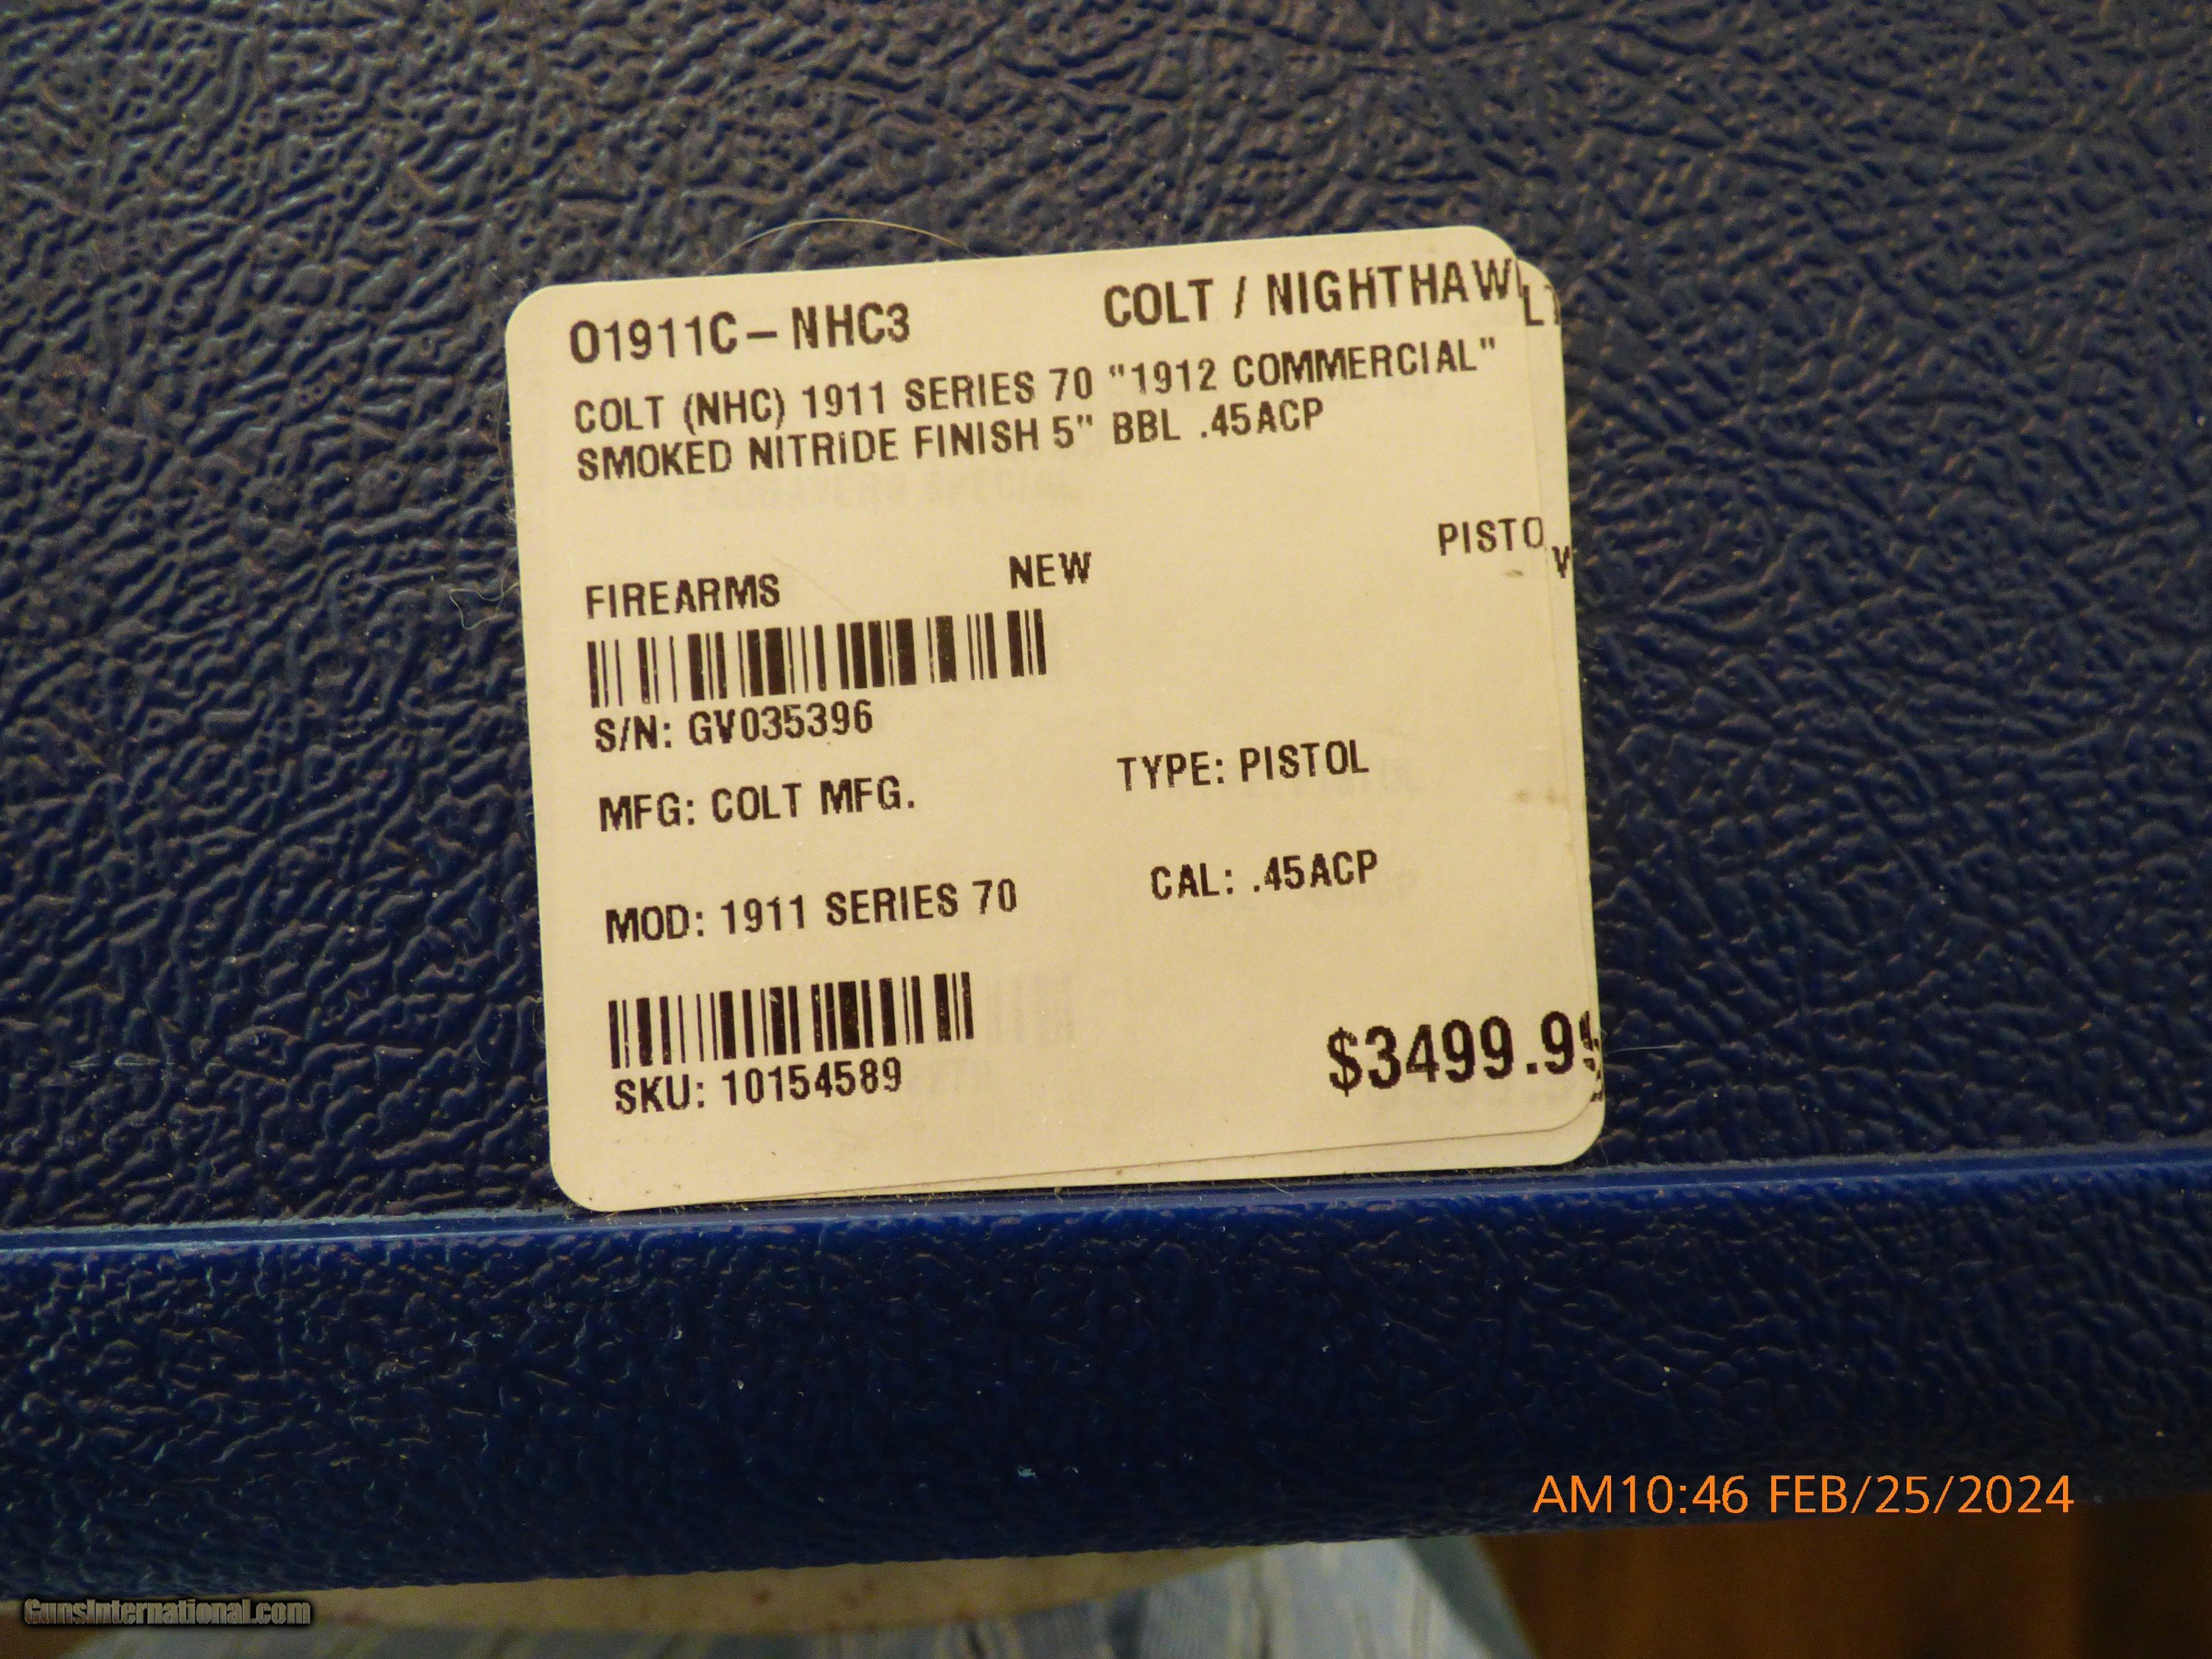 O1911C-NHC3 COLT / NIGHTHAW
COLT (NHC) 1911 SERIES 70 "1912 COMMERCIAL"
SMOKED NITRIDE FINISH 5" BBL .45ACP
FIREARMS NEW PISTO
S/N: GV035396
MFG: COLT MFG. TYPE: PISTOL
MOD: 1911 SERIES 70 CAL: .45ACP
SKU: 10154589 $3499.99
AM10:46 FEB/25/2024
GunsInternational.com